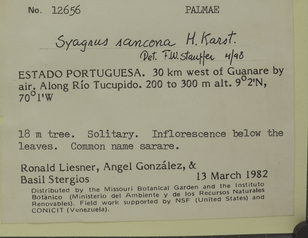 No. 12656 PALMAE
Syagrus sancona H. Karst.
Det. F.W. Stauffer 4/98
ESTADO PORTUGUESA. 30 km west of Guanare by
air. Along Río Tucupido. 200 to 300 m alt. 9°2'N,
70°1'W
18 m tree. Solitary. Inflorescence below the
leaves. Common name sarare.
Ronald Liesner, Angel González, &
Basil Stergios 13 March 1982
Distributed by the Missouri Botanical Garden and the Instituto
Botánico (Ministerio del Ambiente y de los Recursos Naturales
Renovables). Field work supported by NSF (United States) and
CONICIT (Venezuela).